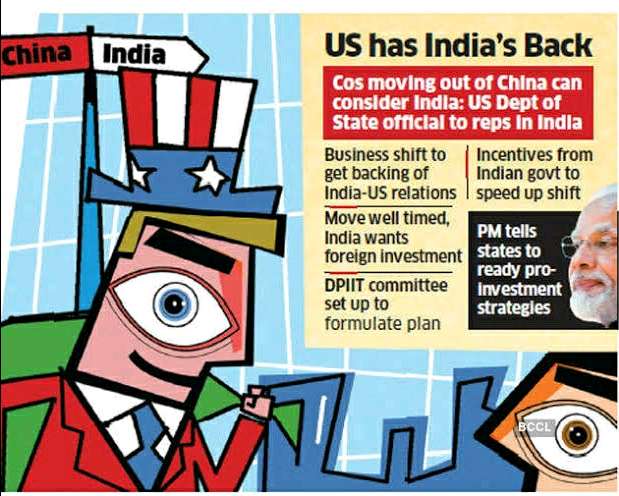 China
India
US has India's Back
Cos moving out of China can
consider India: US Dept of
State official to reps in India
Business shift to
get backing of
India-US relations
Incentives from
Indian govt to
speed up shift
Move well timed,
India wants
foreign investment
DPIIT committee
set up to
formulate plan
PM tells
states to
ready pro-
investment
strategies
BCCL